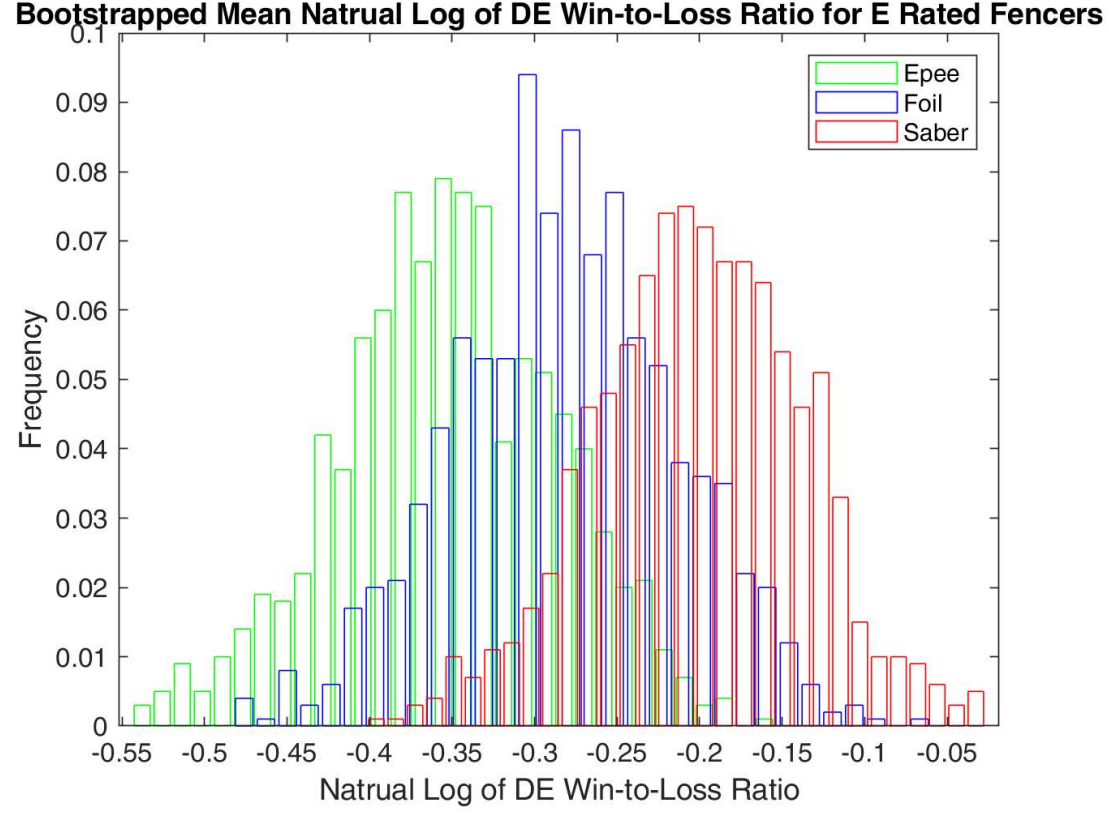 Bootstrapped Mean Natrual Log of DE Win-to-Loss Ratio for E Rated Fencers
Epee
Foil
Saber
0.1
0.09
0.08
0.07
0.06
0.05
0.04
0.03
0.02
0.01
0
Frequency
-0.55 -0.5 -0.45 -0.4 -0.35 -0.3 -0.25 -0.2 -0.15 -0.1 -0.05
Natrual Log of DE Win-to-Loss Ratio